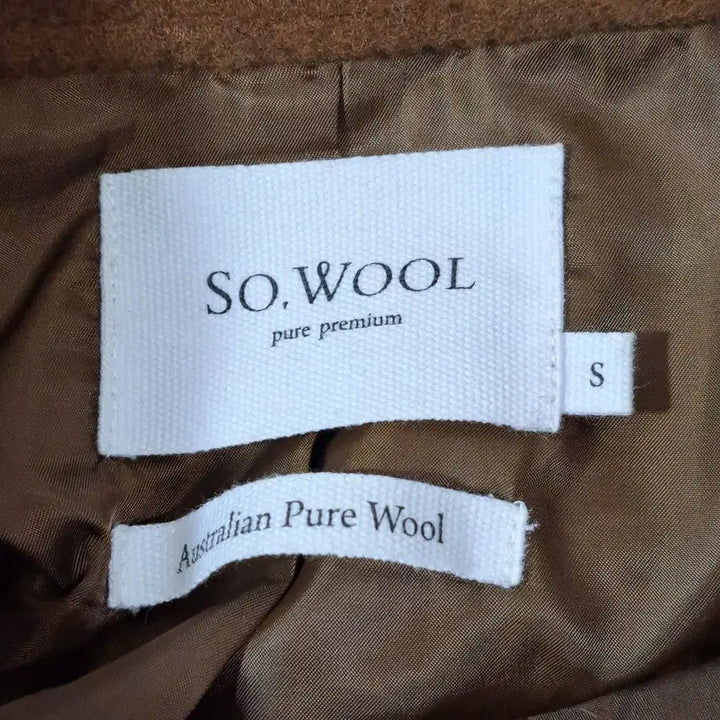 SO, WOOL
pure premium
S
Australian Pure Wool